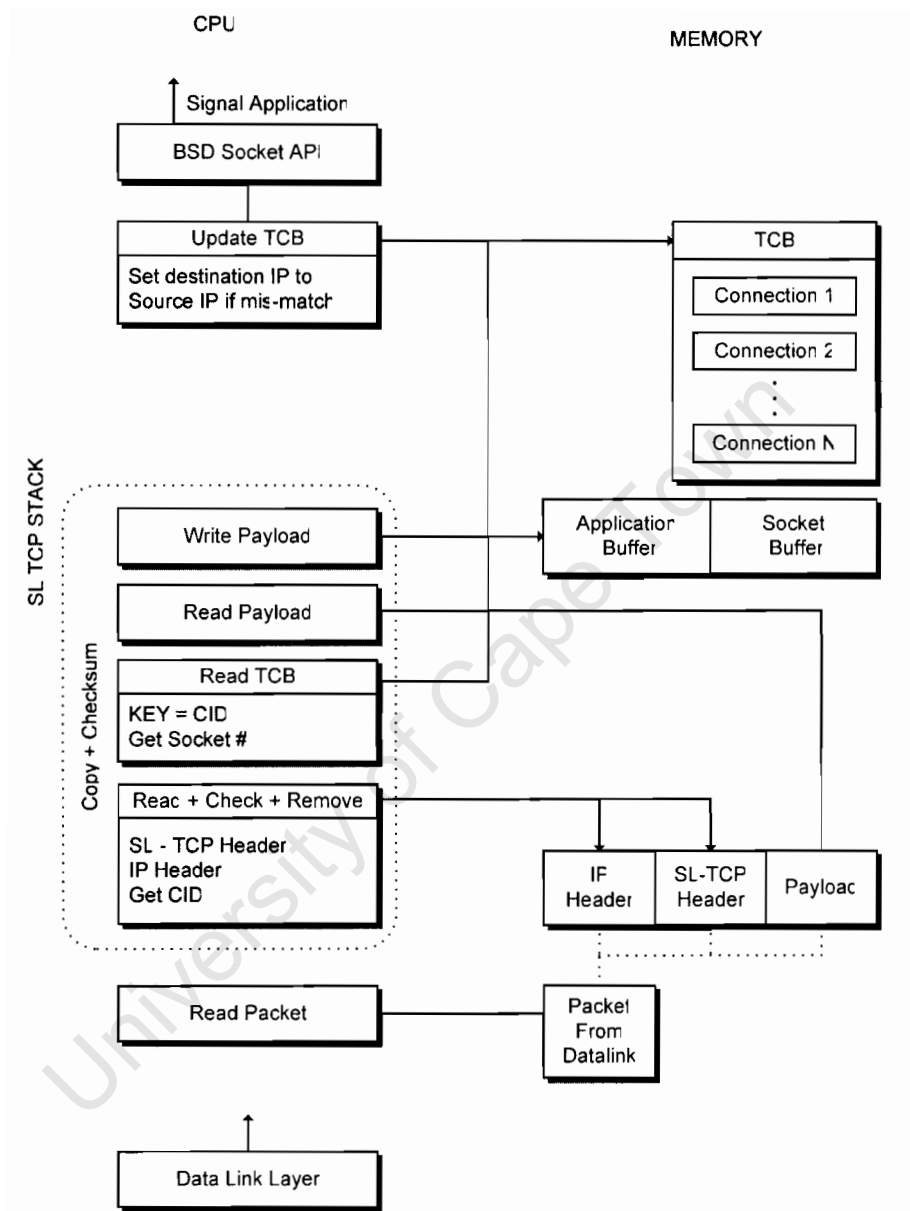 CPU
MEMORY
Signal Application
BSD Socket API
Update TCB
Set destination IP to
Source IP if mis-match
TCB
Connection 1
Connection 2
Connection N
SL TCP STACK
Copy + Checksum
Write Payload
Application
Buffer
Socket
Buffer
Read Payload
Read TCB
KEY = CID
Get Socket #
Reac + Check + Remove
SL - TCP Header
IP Header
Get CID
IF
Header
SL-TCP
Header
Payloac
Read Packet
Packet
From
Datalink
Data Link Layer
University of Cape Town